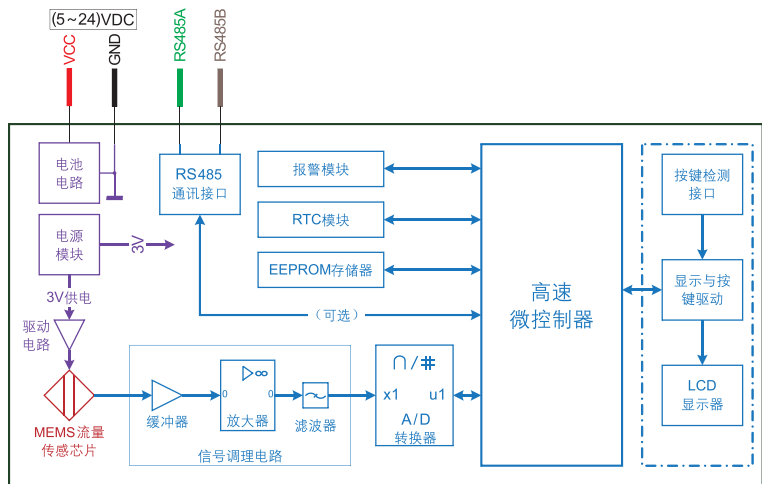 (5~24)VDC
VCC
GND
RS485A
RS485B
电池
电路
RS485
通讯接口
报警模块
按键检测
接口
RTC模块
电源
模块
3V
EEPROM存储器
高速
微控制器
显示与按
键驱动
3V供电
(可选)
驱动
电路
∩/#
x1 u1
A/D
转换器
▷∞
0 0
放大器
缓冲器
滤波器
LCD
显示器
MEMS流量
传感芯片
信号调理电路